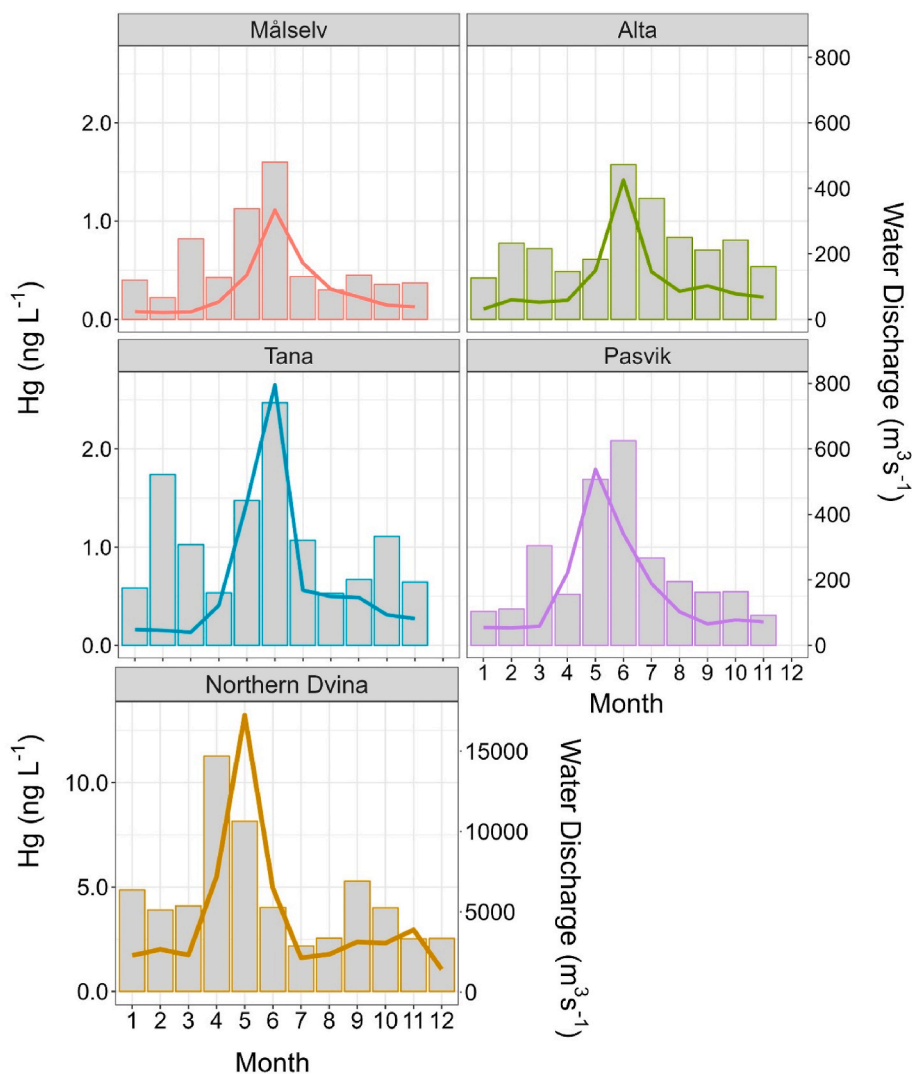 Målselv
Alta
2.0
1.0
0.0
800
600
400
200
0
Tana
Pasvik
2.0
1.0
0.0
800
600
400
200
0
Hg (ng L⁻¹)
Water Discharge (m³s⁻¹)
1 2 3 4 5 6 7 8 9 10 11 12
Month
Northern Dvina
10.0
5.0
0.0
15000
10000
5000
0
Hg (ng L⁻¹)
Water Discharge (m³s⁻¹)
1 2 3 4 5 6 7 8 9 10 11 12
Month